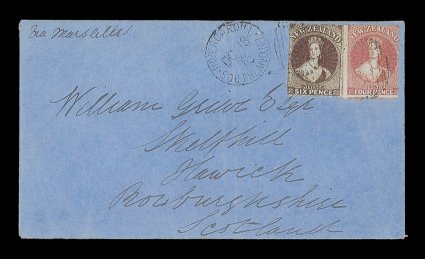 Via Marseilles
NEW ZEALAND
SIX PENCE
NEW ZEALAND
FOUR PENCE
William Grieve Esqr
Skelfhill
Hawick
Roxburghshire
Scotland